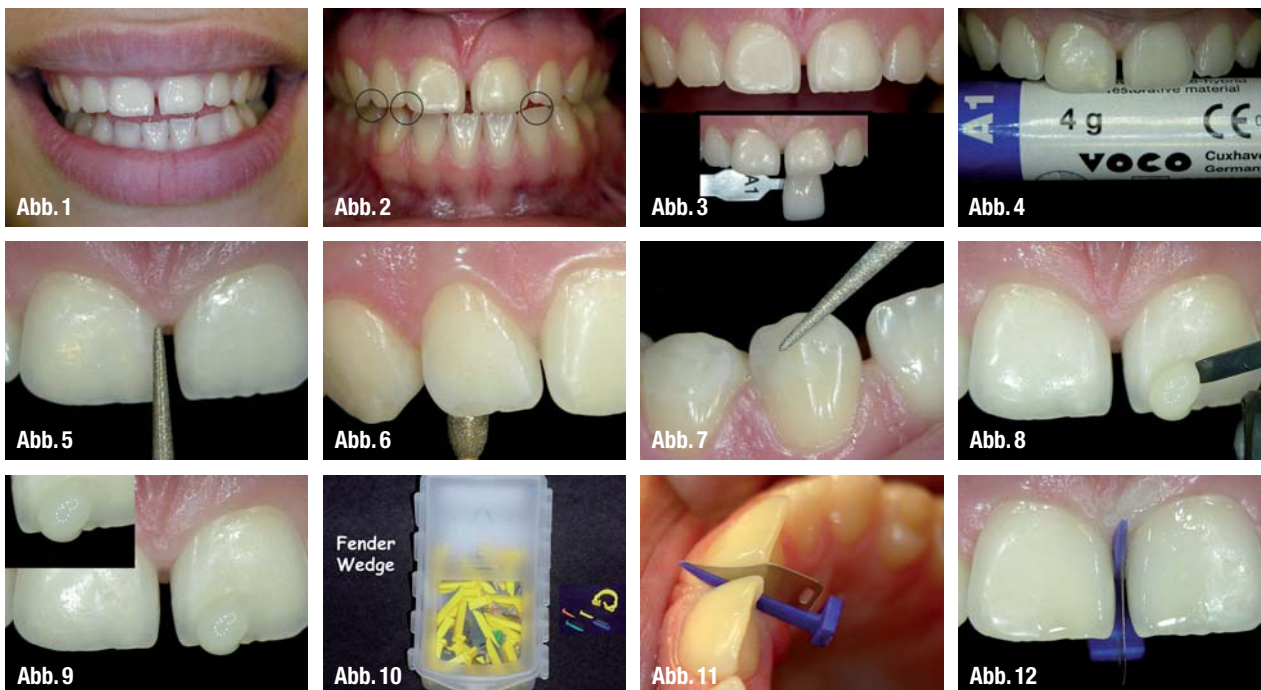 Abb. 1
Abb. 2
A1
Abb. 3
restorative material
A1
4 g
CE
VOCO
Cuxhave
German
Abb. 4
Abb. 5
Abb. 6
Abb. 7
Abb. 8
Abb. 9
Fender
Wedge
Abb. 10
Abb. 11
Abb. 12